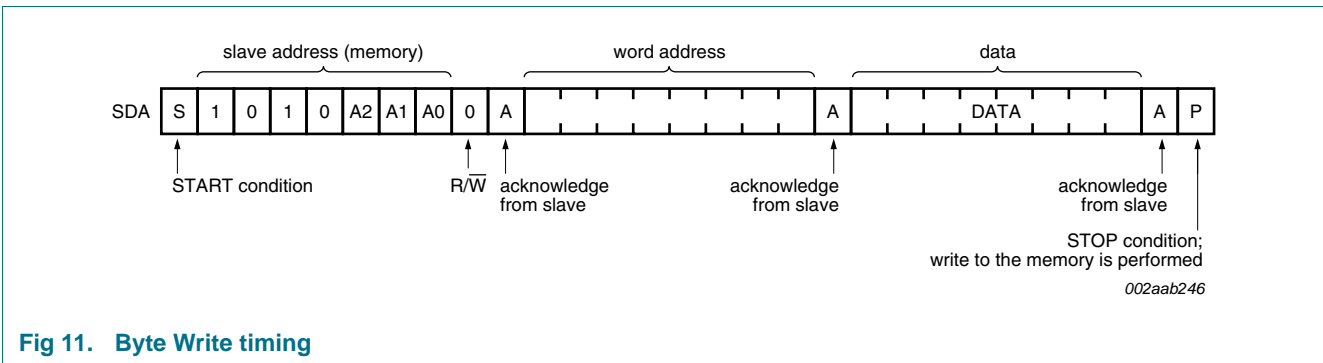 slave address (memory) word address data
SDA S 1 0 1 0 A2 A1 A0 0 A A DATA A P
START condition R/W̅ acknowledge from slave acknowledge from slave acknowledge from slave
STOP condition;
write to the memory is performed
002aab246
Fig 11. Byte Write timing